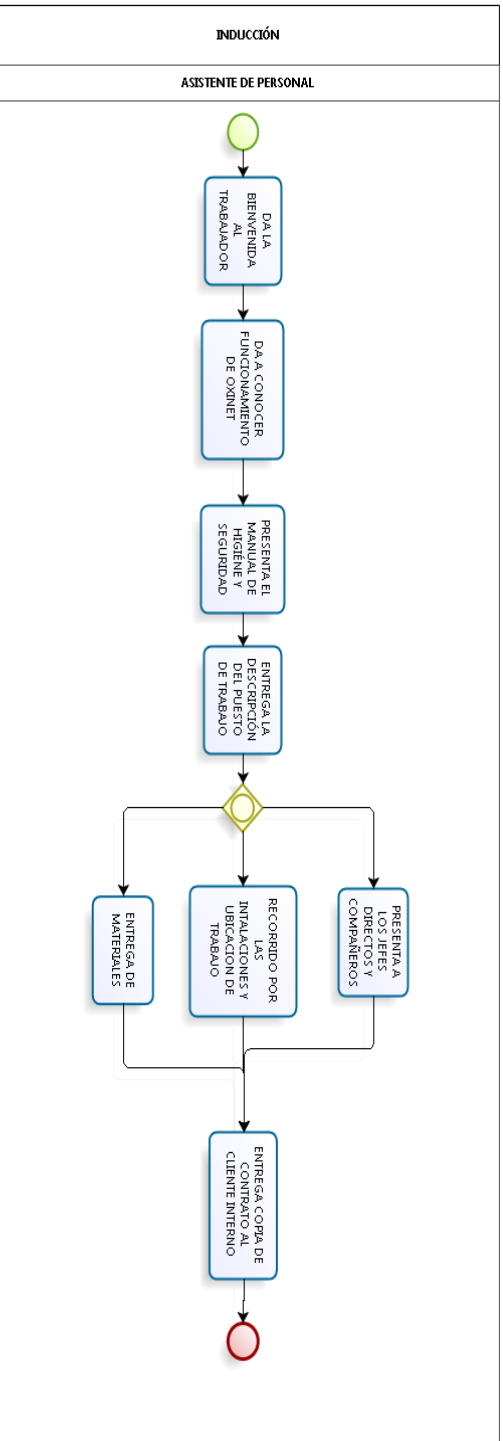 INDUCCIÓN
ASISTENTE DE PERSONAL
DA LA
BIENVENIDA
AL
TRABAJADOR
DA A CONOCER
FUNCIONAMIENTO
DE OXINET
PRESENTA EL
MANUAL DE
HIGIÉNE Y
SEGURIDAD
ENTREGA LA
DESCRIPCIÓN
DEL PUESTO
DE TRABAJO
ENTREGA DE
MATERIALES
RECORRIDO POR
LAS
INTALACIONES Y
UBICACION DE
TRABAJO
PRESENTA A
LOS JEFES
DIRECTOS Y
COMPAÑEROS
ENTREGA COPIA DE
CONTRATO AL
CLIENTE INTERNO